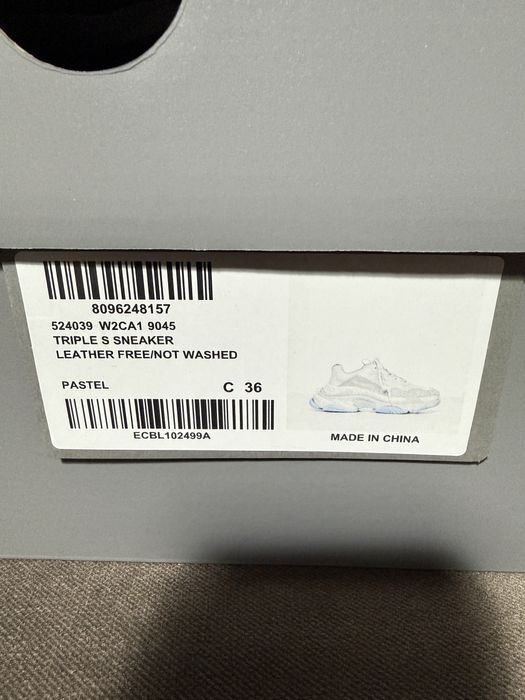 8096248157
524039 W2CA1 9045
TRIPLE S SNEAKER
LEATHER FREE/NOT WASHED
PASTEL C 36
ECBL102499A
MADE IN CHINA